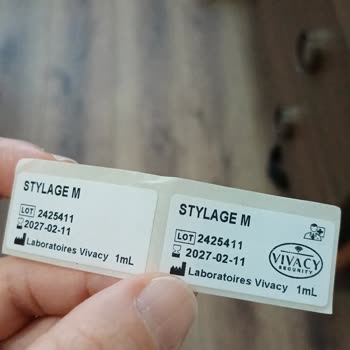 STYLAGE M
LOT 2425411
2027-02-11
Laboratoires Vivacy 1mL
STYLAGE M
LOT 2425411
2027-02-11
Laboratoires Vivacy 1mL
VIVACY
SECURITY